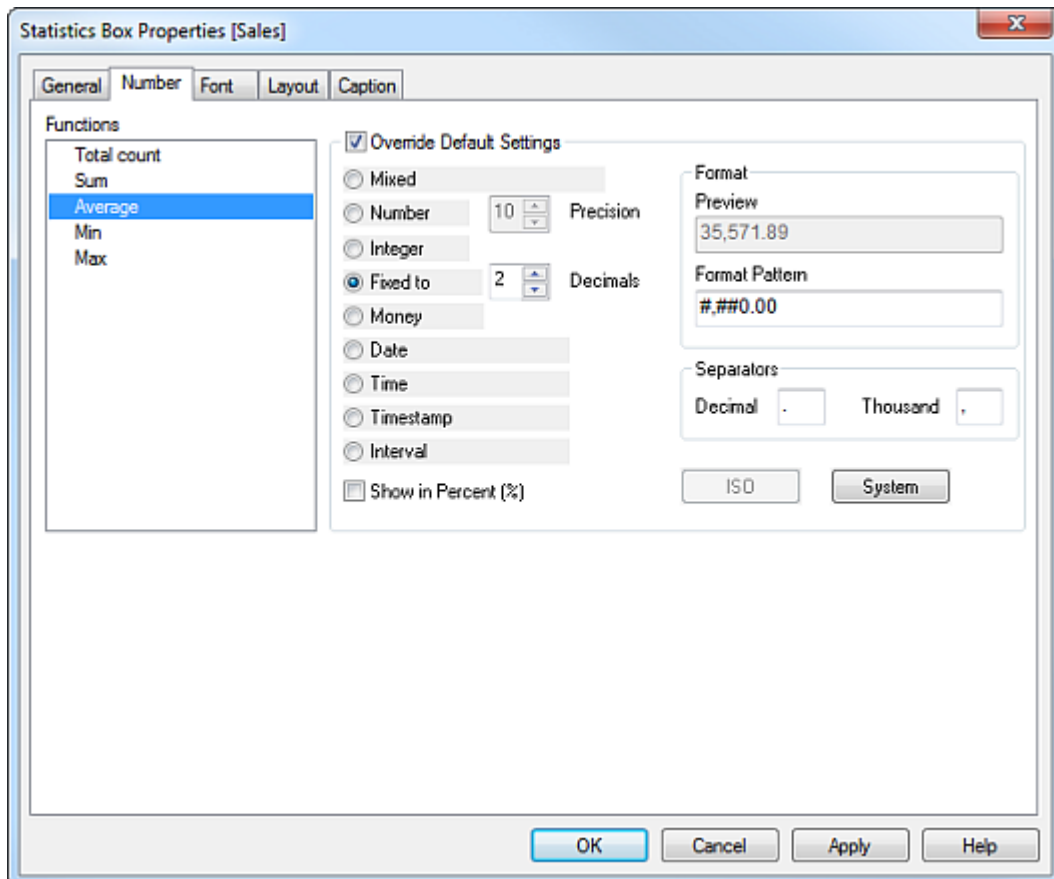 Statistics Box Properties [Sales]
General Number Font Layout Caption
Functions
Total count
Sum
Average
Min
Max
Override Default Settings
Mixed
Number 10 Precision
Integer
Fixed to 2 Decimals
Money
Date
Time
Timestamp
Interval
Show in Percent (%)
Format
Preview
35,571.89
Format Pattern
#,##0.00
Separators
Decimal . Thousand ,
ISO System
OK Cancel Apply Help